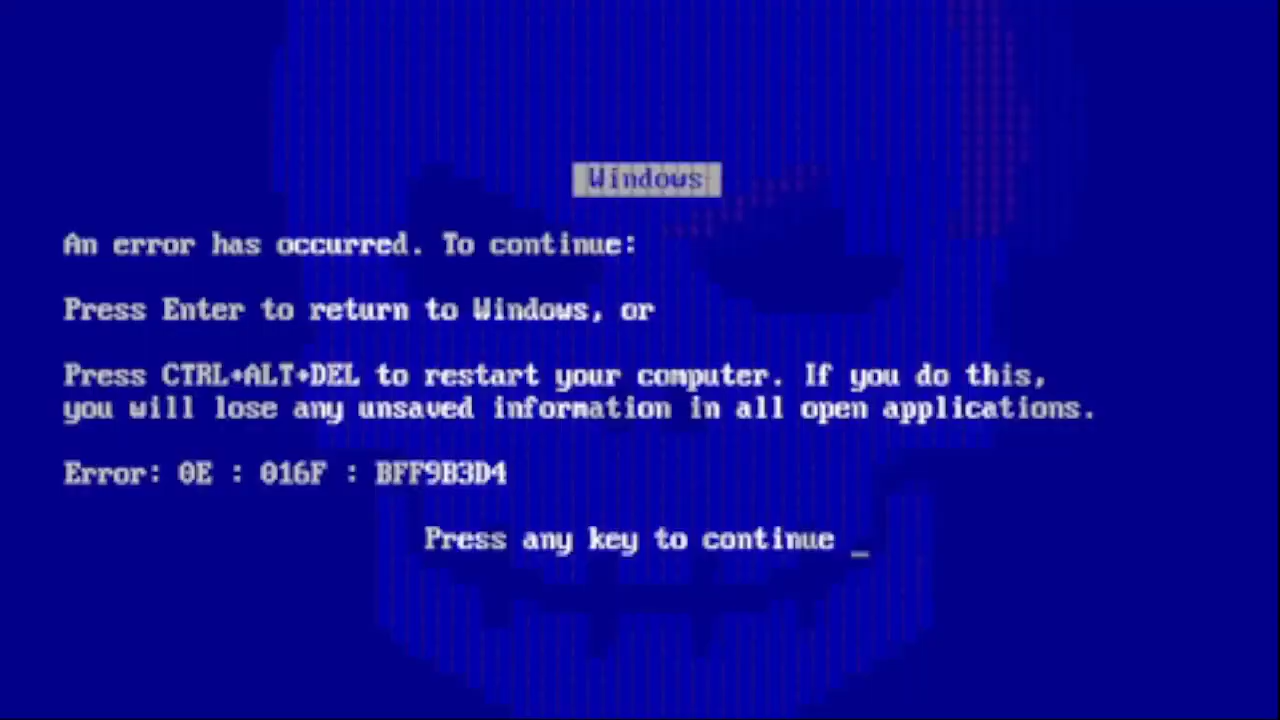 Windows
An error has occurred. To continue:
Press Enter to return to Windows, or
Press CTRL+ALT+DEL to restart your computer. If you do this,
you will lose any unsaved information in all open applications.
Error: 0E : 016F : BFF9B3D4
Press any key to continue _